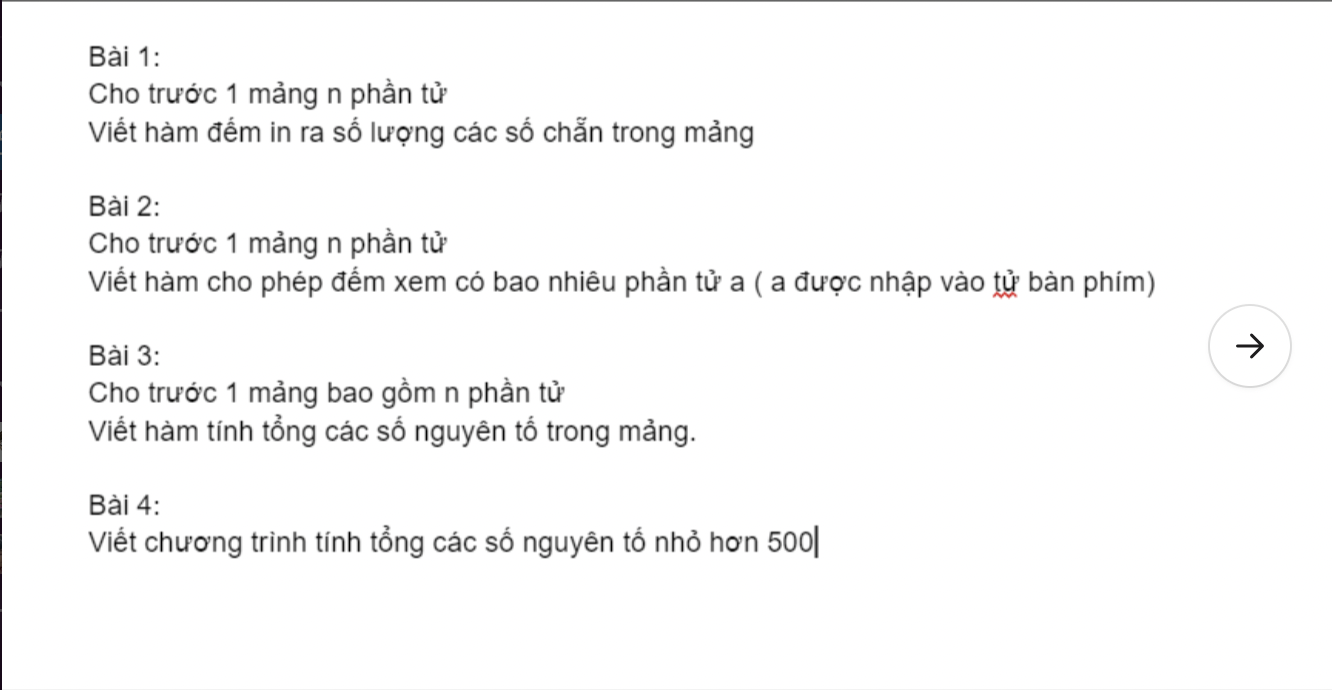 Bài 1:
Cho trước 1 mảng n phần tử
Viết hàm đếm in ra số lượng các số chẵn trong mảng
Bài 2:
Cho trước 1 mảng n phần tử
Viết hàm cho phép đếm xem có bao nhiêu phần tử a ( a được nhập vào tử bàn phím)
Bài 3:
Cho trước 1 mảng bao gồm n phần tử
Viết hàm tính tổng các số nguyên tố trong mảng.
Bài 4:
Viết chương trình tính tổng các số nguyên tố nhỏ hơn 500